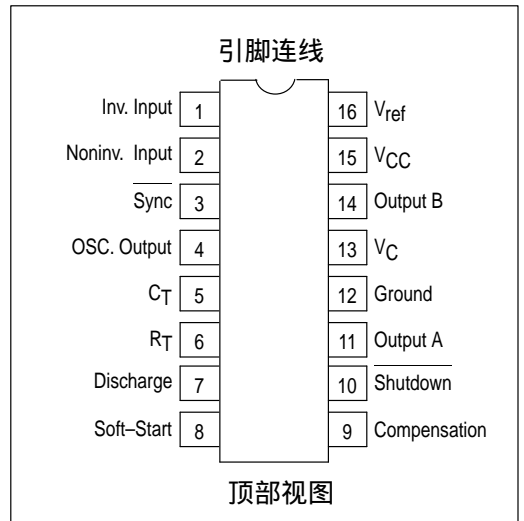 引脚连线
Inv. Input 1 16 Vref
Noninv. Input 2 15 VCC
Sync 3 14 Output B
OSC. Output 4 13 VC
CT 5 12 Ground
RT 6 11 Output A
Discharge 7 10 Shutdown
Soft–Start 8 9 Compensation
顶部视图